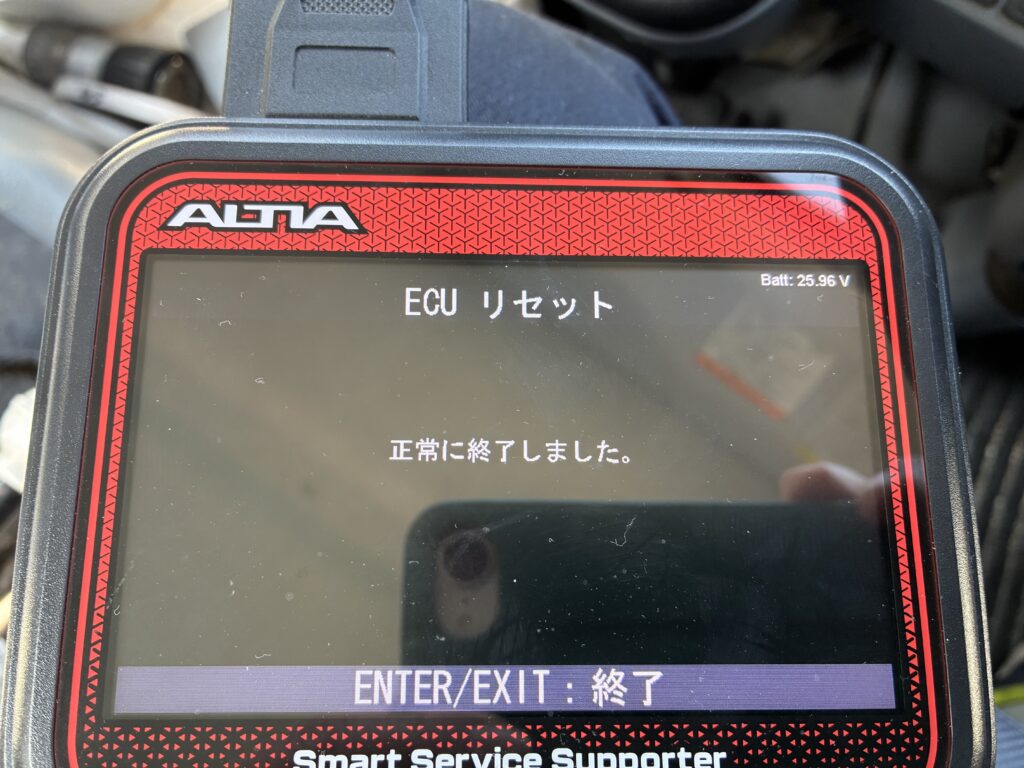 ALTIA
Batt: 25.96 V
ECU リセット
正常に終了しました。
ENTER/EXIT：終了
Smart Service Supporter